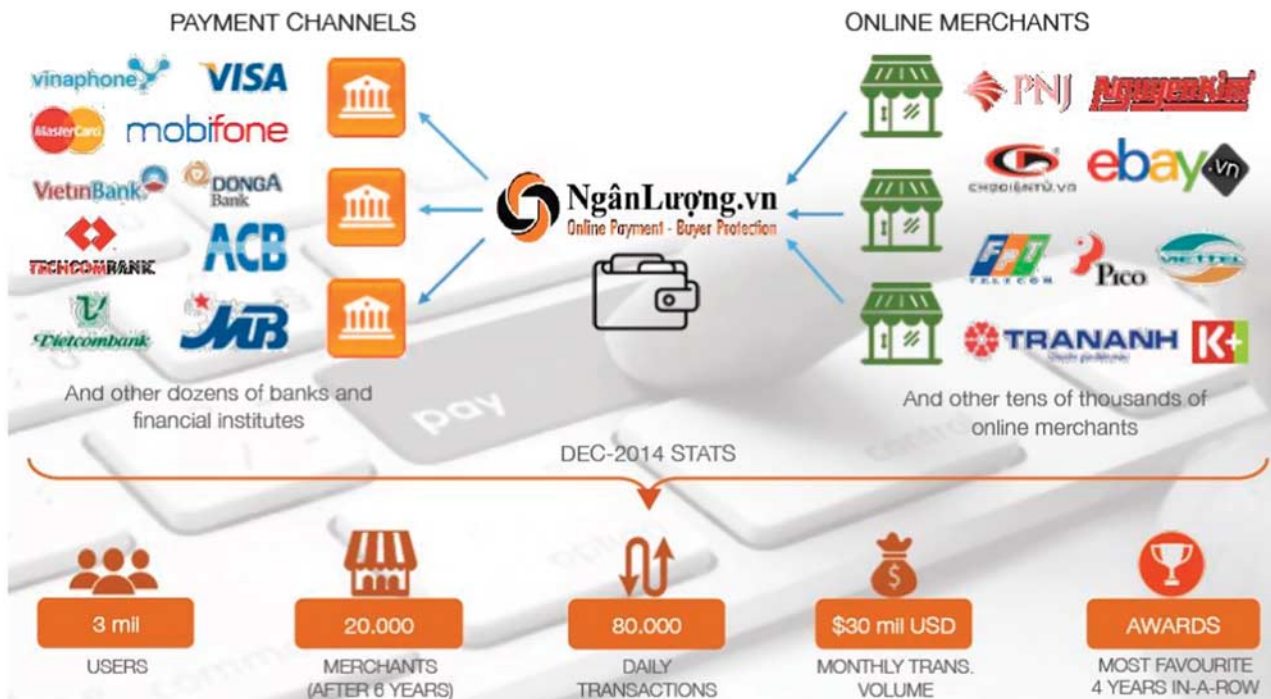 PAYMENT CHANNELS
ONLINE MERCHANTS
vinaphone
VISA
MasterCard
mobifone
VietinBank
DONGA
Bank
TECHCOMBANK
ACB
Vietcombank
MB
And other dozens of banks and
financial institutes
NgânLượng.vn
Online Payment - Buyer Protection
PNJ
NguyenKim
CHODIENTU.VN
ebay.vn
FPT
TELECOM
PICO
VIETTEL
TRANANH
K+
And other tens of thousands of
online merchants
pay
control
option
DEC-2014 STATS
3 mil
USERS
20.000
MERCHANTS
(AFTER 6 YEARS)
80.000
DAILY
TRANSACTIONS
$30 mil USD
MONTHLY TRANS.
VOLUME
AWARDS
MOST FAVOURITE
4 YEARS IN-A-ROW